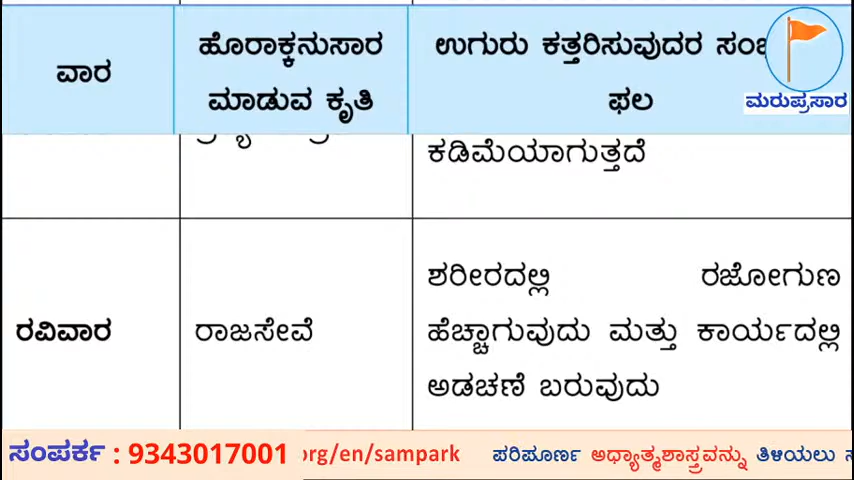 ವಾರ
ಹೊರಾಕ್ಕನುಸಾರ
ಮಾಡುವ ಕೃತಿ
ಉಗುರು ಕತ್ತರಿಸುವುದರ
ಫಲ
ಮರುಪ್ರಸಾರ
ಕಡಿಮೆಯಾಗುತ್ತದೆ
ರವಿವಾರ
ರಾಜಸೇವೆ
ಶರೀರದಲ್ಲಿ ರಜೋಗುಣ
ಹೆಚ್ಚಾಗುವುದು ಮತ್ತು ಕಾರ್ಯದಲ್ಲಿ
ಅಡಚಣೆ ಬರುವುದು
ಸಂಪರ್ಕ : 9343017001 org/en/sampark ಪರಿಪೂರ್ಣ ಅಧ್ಯಾತ್ಮಶಾಸ್ತ್ರವನ್ನು ತಿಳಿಯಲು